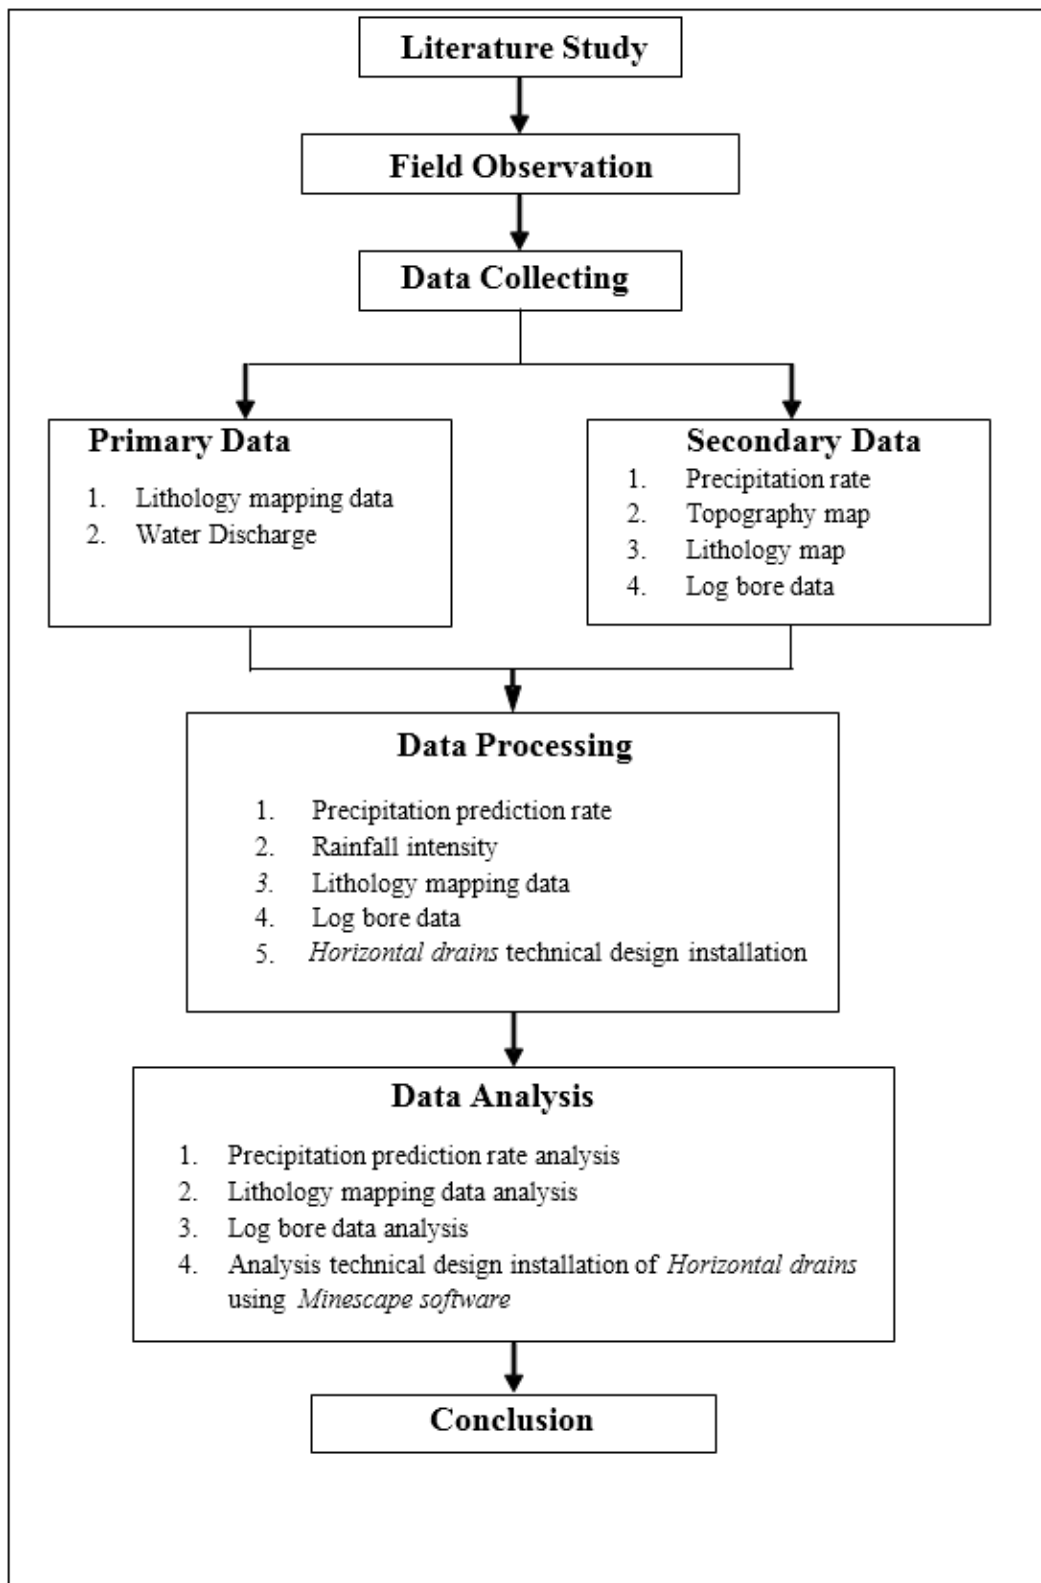 Literature Study
Field Observation
Data Collecting
Primary Data
1. Lithology mapping data
2. Water Discharge
Secondary Data
1. Precipitation rate
2. Topography map
3. Lithology map
4. Log bore data
Data Processing
1. Precipitation prediction rate
2. Rainfall intensity
3. Lithology mapping data
4. Log bore data
5. Horizontal drains technical design installation
Data Analysis
1. Precipitation prediction rate analysis
2. Lithology mapping data analysis
3. Log bore data analysis
4. Analysis technical design installation of Horizontal drains
using Minescape software
Conclusion